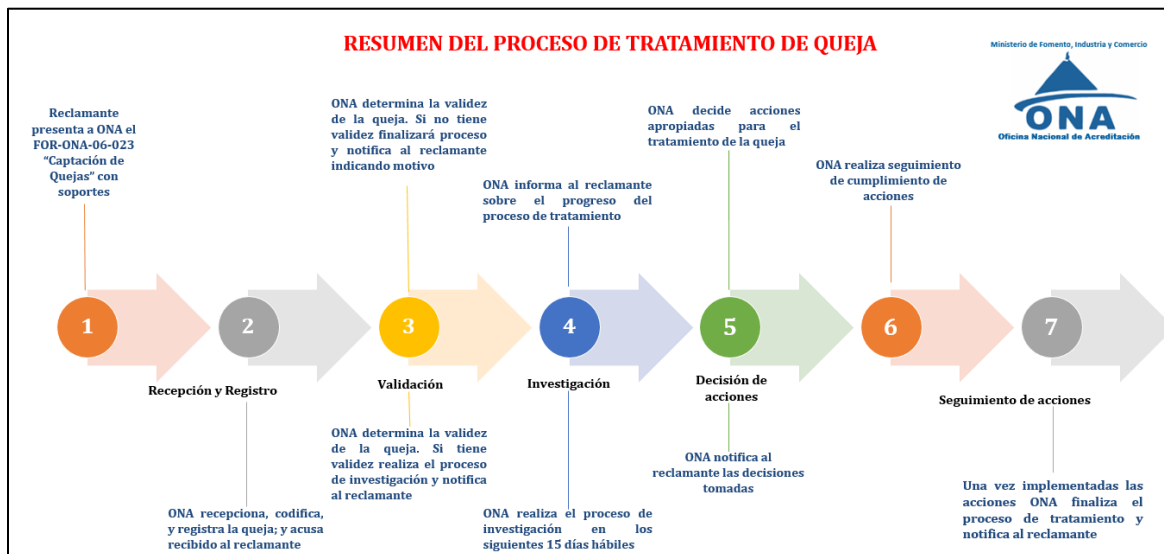 RESUMEN DEL PROCESO DE TRATAMIENTO DE QUEJA
Ministerio de Fomento, Industria y Comercio
ONA
Oficina Nacional de Acreditación
Reclamante
presenta a ONA el
FOR-ONA-06-023
“Captación de
Quejas” con
soportes
ONA determina la validez
de la queja. Si no tiene
validez finalizará proceso
y notifica al reclamante
indicando motivo
ONA informa al reclamante
sobre el progreso del
proceso de tratamiento
ONA decide acciones
apropiadas para el
tratamiento de la queja
ONA realiza seguimiento
de cumplimiento de
acciones
1
2
3
4
5
6
7
Recepción y Registro
Validación
Investigación
Decisión de
acciones
Seguimiento de acciones
ONA recepciona, codifica,
y registra la queja; y acusa
recibido al reclamante
ONA determina la validez
de la queja. Si tiene
validez realiza el proceso
de investigación y notifica
al reclamante
ONA realiza el proceso de
investigación en los
siguientes 15 días hábiles
ONA notifica al
reclamante las decisiones
tomadas
Una vez implementadas las
acciones ONA finaliza el
proceso de tratamiento y
notifica al reclamante